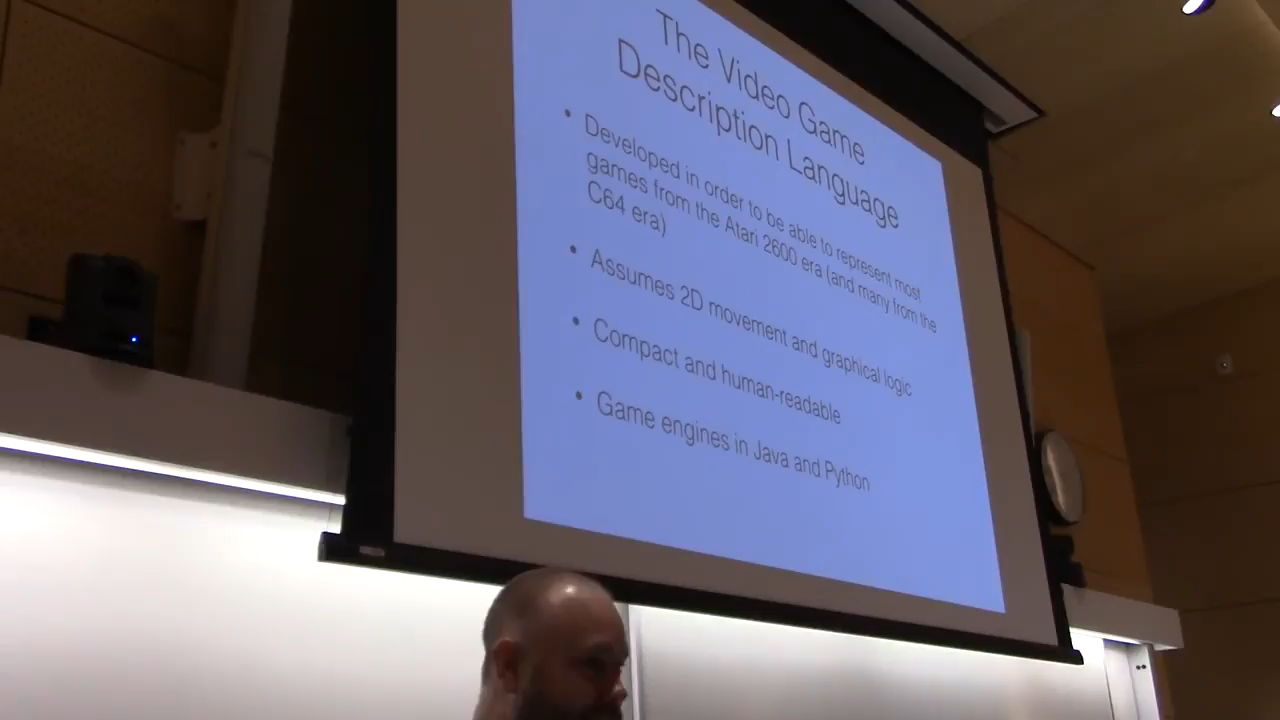 The Video Game
Description Language
• Developed in order to be able to represent most
games from the Atari 2600 era (and many from the
C64 era)
• Assumes 2D movement and graphical logic
• Compact and human-readable
• Game engines in Java and Python